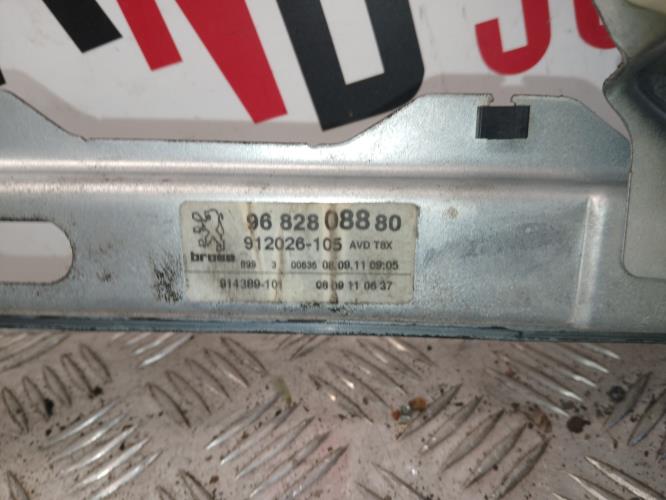 ND
96 828 088 80
912026-105 AVD T8X
brose 899 3 00636 08.09.11 09:05
914389-101 08 09 11 06 37